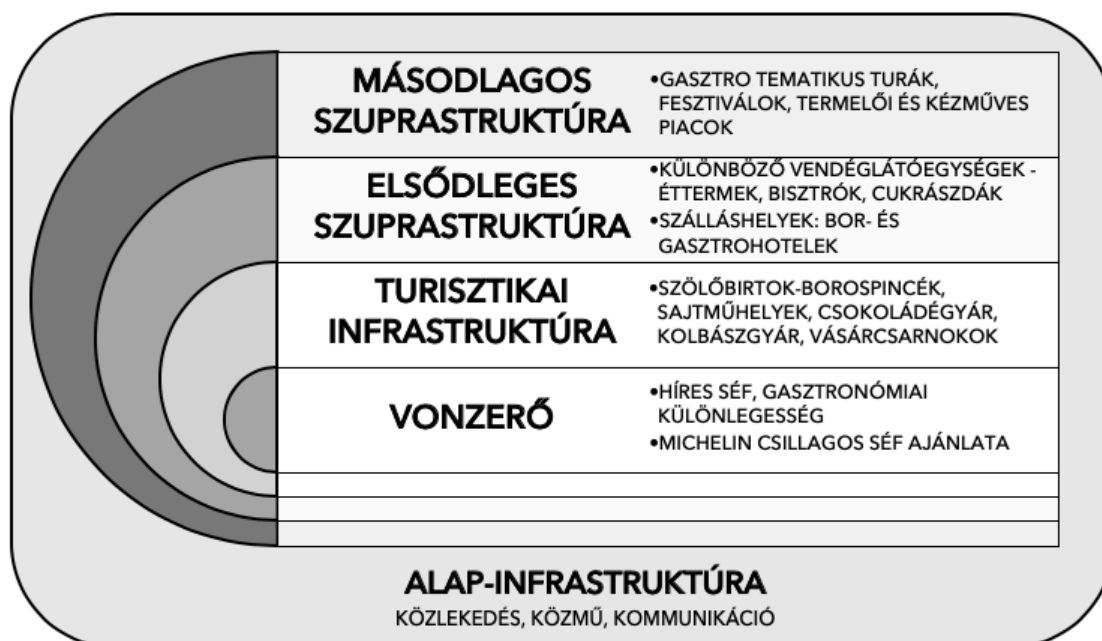 MÁSODLAGOS
SZUPRASTRUKTÚRA
•GASZTRO TEMATIKUS TURÁK,
FESZTIVÁLOK, TERMELŐI ÉS KÉZMŰVES
PIACOK
ELSŐDLEGES
SZUPRASTRUKTÚRA
•KÜLÖNBÖZŐ VENDÉGLÁTÓEGYSÉGEK -
ÉTTERMEK, BISZTRÓK, CUKRÁSZDÁK
•SZÁLLÁSHELYEK: BOR- ÉS
GASZTROHOTELEK
TURISZTIKAI
INFRASTRUKTÚRA
•SZÖLŐBIRTOK-BOROSPINCÉK,
SAJTMŰHELYEK, CSOKOLÁDÉGYÁR,
KOLBÁSZGYÁR, VÁSÁRCSARNOKOK
VONZERŐ
•HÍRES SÉF, GASZTRONÓMIAI
KÜLÖNLEGESSÉG
•MICHELIN CSILLAGOS SÉF AJÁNLATA
ALAP-INFRASTRUKTÚRA
KÖZLEKEDÉS, KÖZMŰ, KOMMUNIKÁCIÓ